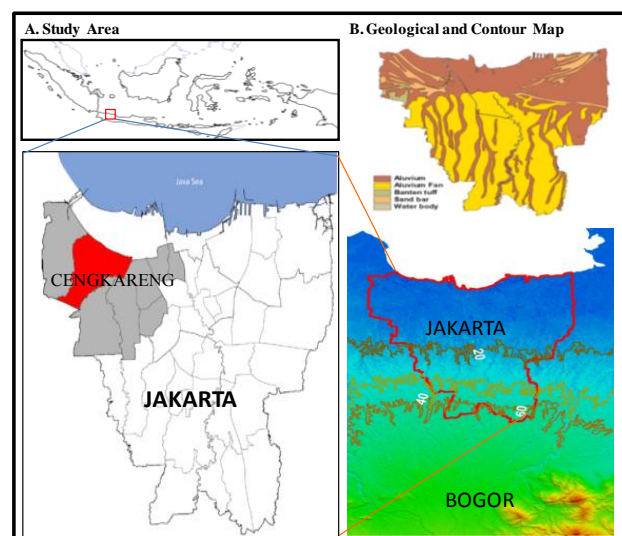 A. Study Area
B. Geological and Contour Map
Java Sea
CENGKARENG
JAKARTA
Aluvium
Aluvium Fan
Banten tuff
Sand bar
Water body
JAKARTA
20
40
60
BOGOR